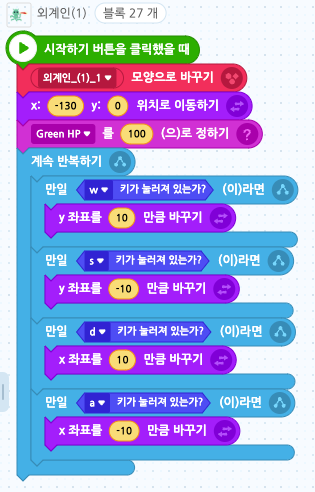 외계인(1) 블록 27 개
시작하기 버튼을 클릭했을 때
외계인_(1)_1 모양으로 바꾸기
x: -130 y: 0 위치로 이동하기
Green HP 를 100 (으)로 정하기 ?
계속 반복하기
만일 w 키가 눌러져 있는가? (이)라면
y 좌표를 10 만큼 바꾸기
만일 s 키가 눌러져 있는가? (이)라면
y 좌표를 -10 만큼 바꾸기
만일 d 키가 눌러져 있는가? (이)라면
x 좌표를 10 만큼 바꾸기
만일 a 키가 눌러져 있는가? (이)라면
x 좌표를 -10 만큼 바꾸기